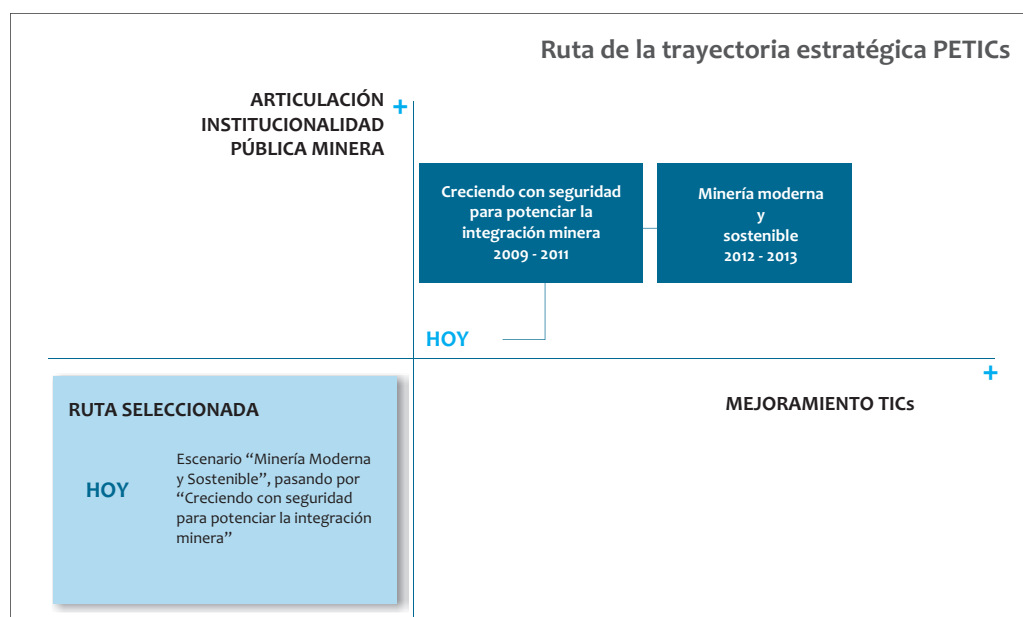 Ruta de la trayectoria estratégica PETICs
ARTICULACIÓN
INSTITUCIONALIDAD
PÚBLICA MINERA
+
Creciendo con seguridad
para potenciar la
integración minera
2009 - 2011
Minería moderna
y
sostenible
2012 - 2013
HOY
+
MEJORAMIENTO TICs
RUTA SELECCIONADA
HOY
Escenario “Minería Moderna
y Sostenible”, pasando por
“Creciendo con seguridad
para potenciar la integración
minera”